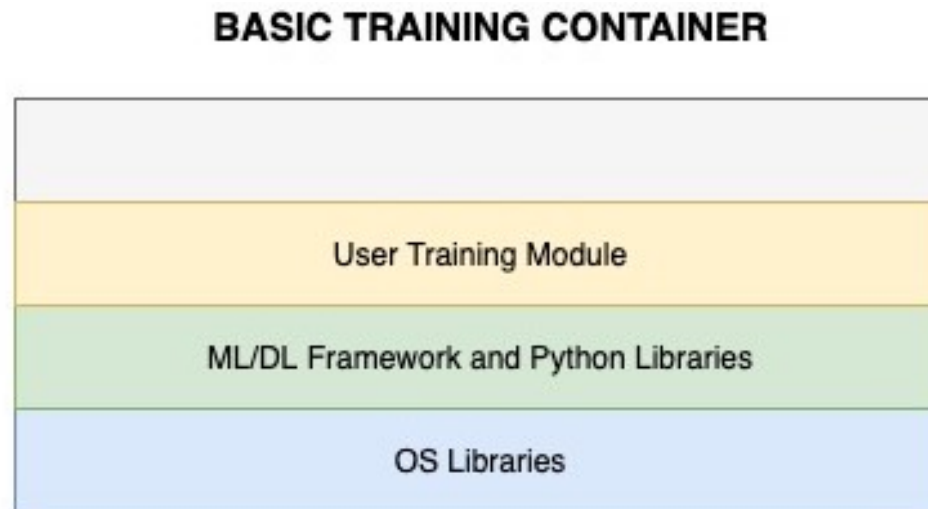 BASIC TRAINING CONTAINER
User Training Module
ML/DL Framework and Python Libraries
OS Libraries